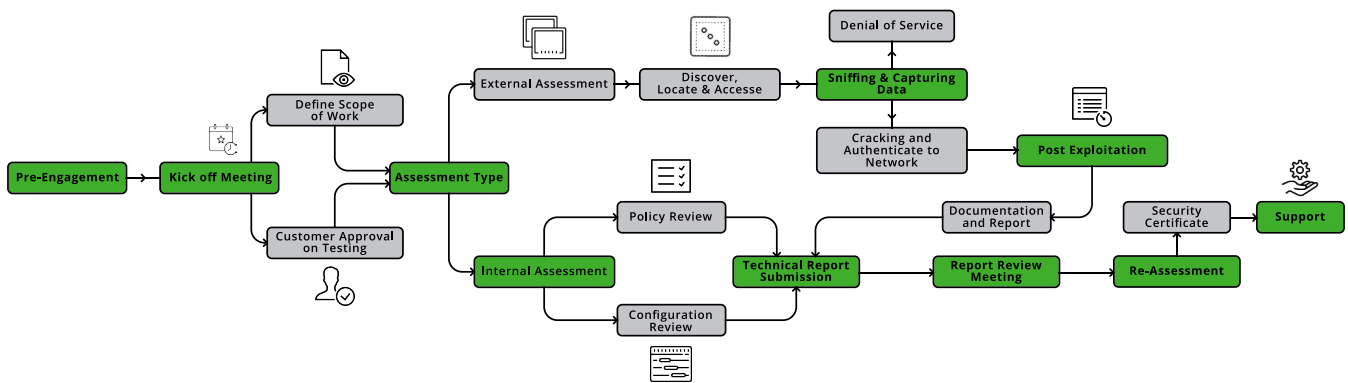 Pre-Engagement
Kick off Meeting
Define Scope
of Work
Customer Approval
on Testing
Assessment Type
External Assessment
Discover,
Locate & Accesse
Denial of Service
Sniffing & Capturing
Data
Cracking and
Authenticate to
Network
Post Exploitation
Documentation
and Report
Internal Assessment
Policy Review
Configuration
Review
Technical Report
Submission
Report Review
Meeting
Re-Assessment
Security
Certificate
Support